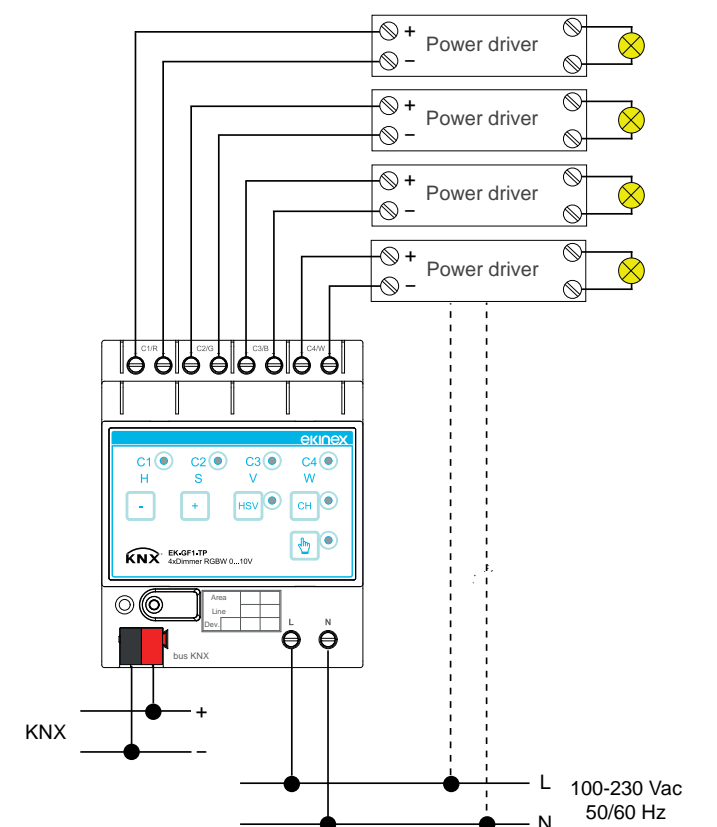 +
Power driver
−
+
Power driver
−
+
Power driver
−
+
Power driver
−
C1/R C2/G C3/B C4/W
ekinex
C1 C2 C3 C4
H S V W
- + HSV CH
KNX
EK-GF1-TP
4xDimmer RGBW 0...10V
Area
Line
Dev.
L N
bus KNX
+
KNX
−
L
100-230 Vac
50/60 Hz
N